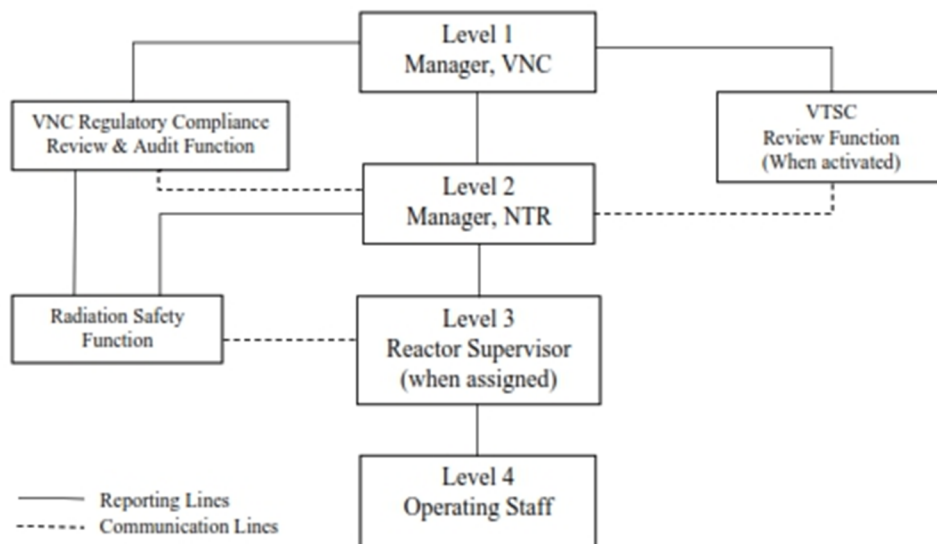 Level 1
Manager, VNC
VNC Regulatory Compliance
Review & Audit Function
VTSC
Review Function
(When activated)
Level 2
Manager, NTR
Radiation Safety
Function
Level 3
Reactor Supervisor
(when assigned)
Level 4
Operating Staff
Reporting Lines
Communication Lines